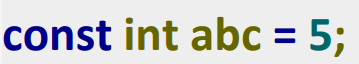 const int abc = 5;